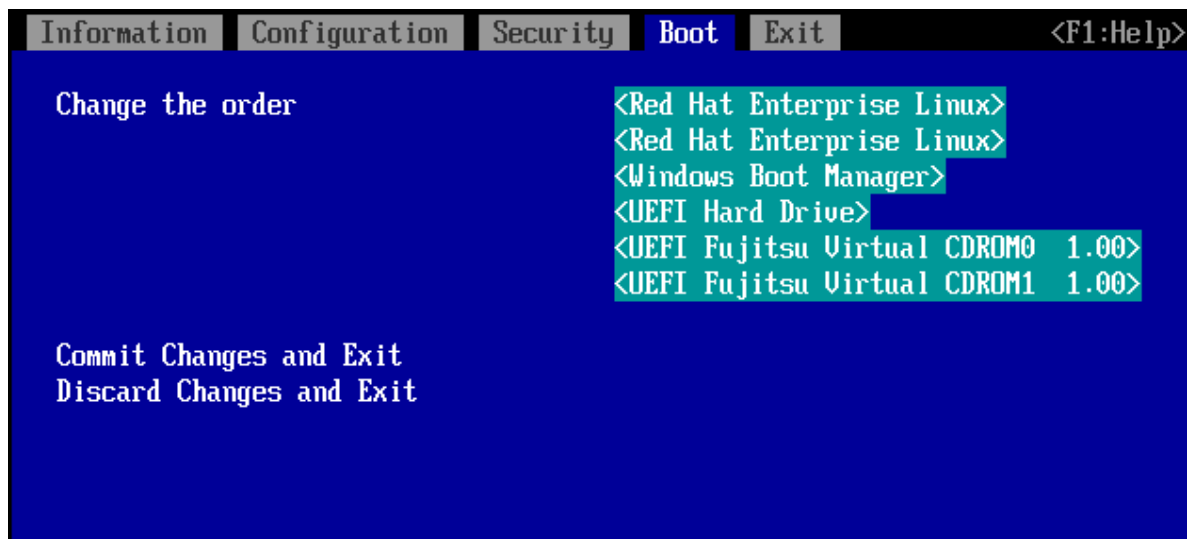 Information Configuration Security Boot Exit <F1:Help>
Change the order <Red Hat Enterprise Linux>
<Red Hat Enterprise Linux>
<Windows Boot Manager>
<UEFI Hard Drive>
<UEFI Fujitsu Virtual CDROM0  1.00>
<UEFI Fujitsu Virtual CDROM1  1.00>
Commit Changes and Exit
Discard Changes and Exit